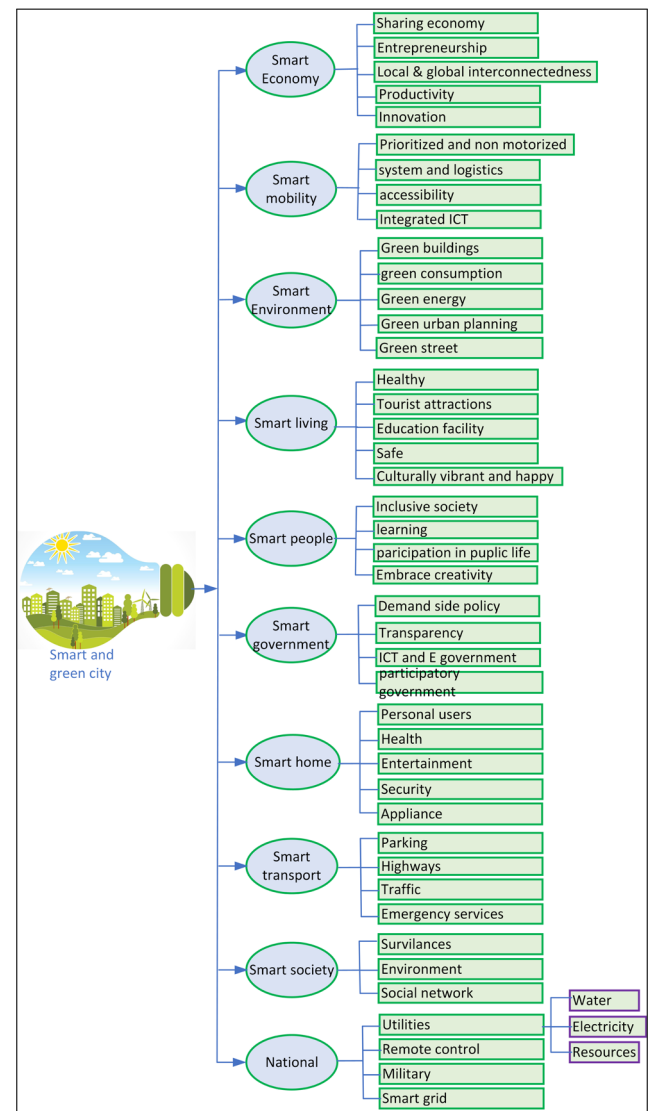 Smart and
green city
Smart
Economy
Sharing economy
Entrepreneurship
Local & global interconnectedness
Productivity
Innovation
Smart
mobility
Prioritized and non motorized
system and logistics
accessibility
Integrated ICT
Smart
Environment
Green buildings
green consumption
Green energy
Green urban planning
Green street
Smart living
Healthy
Tourist attractions
Education facility
Safe
Culturally vibrant and happy
Smart people
Inclusive society
learning
paricipation in puplic life
Embrace creativity
Smart
government
Demand side policy
Transparency
ICT and E government
participatory
government
Smart home
Personal users
Health
Entertainment
Security
Appliance
Smart
transport
Parking
Highways
Traffic
Emergency services
Smart society
Survilances
Environment
Social network
National
Utilities
Remote control
Military
Smart grid
Water
Electricity
Resources